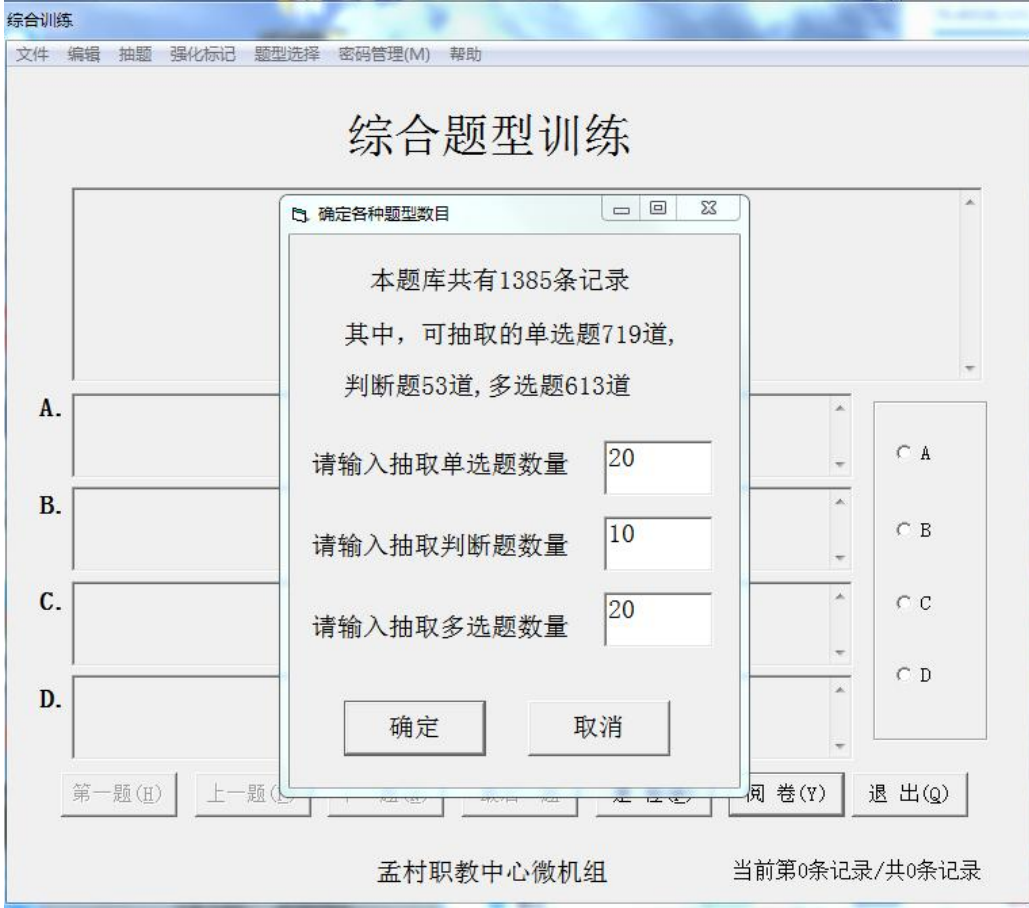 综合训练
文件 编辑 抽题 强化标记 题型选择 密码管理(M) 帮助
综合题型训练
确定各种题型数目
本题库共有1385条记录
其中，可抽取的单选题719道,
判断题53道,多选题613道
请输入抽取单选题数量 20
请输入抽取判断题数量 10
请输入抽取多选题数量 20
确定 取消
A.
B.
C.
D.
A
B
C
D
第一题(H) 上一题( 阅 卷(Y) 退 出(Q)
孟村职教中心微机组 当前第0条记录/共0条记录